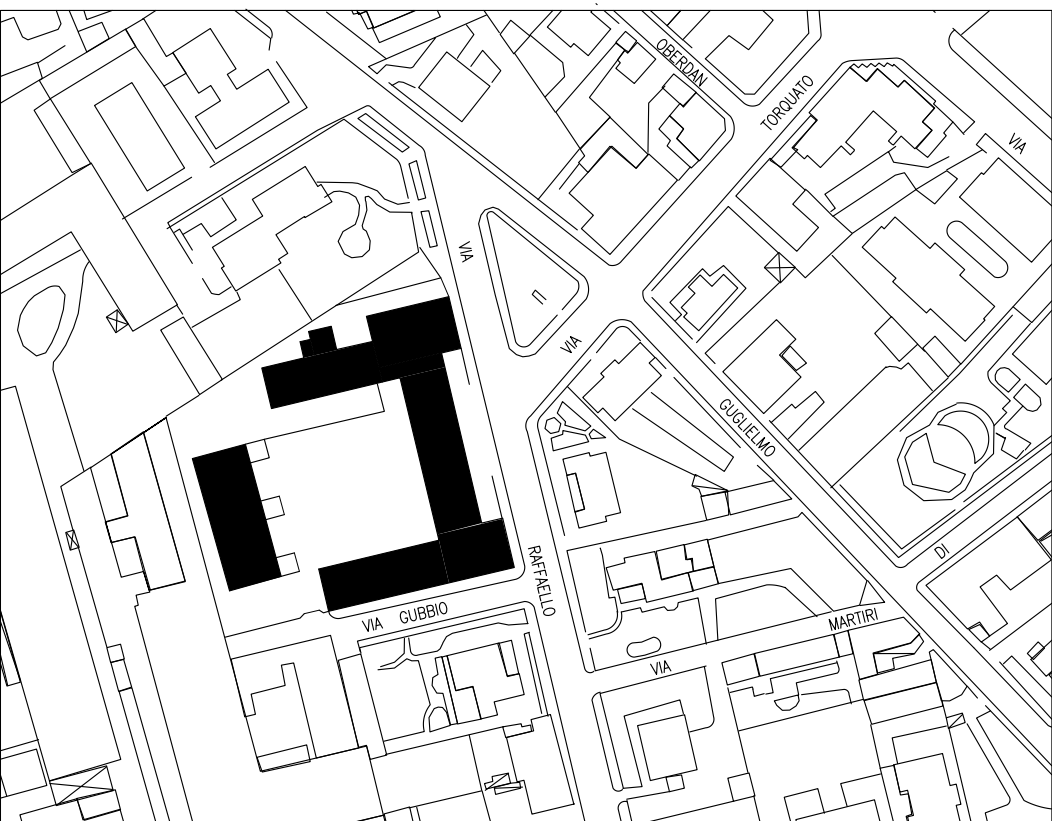 OBERDAN
TORQUATO
VIA
VIA
VIA
GUGLIELMO
DI
RAFFAELLO
VIA GUBBIO
MARTIRI
VIA